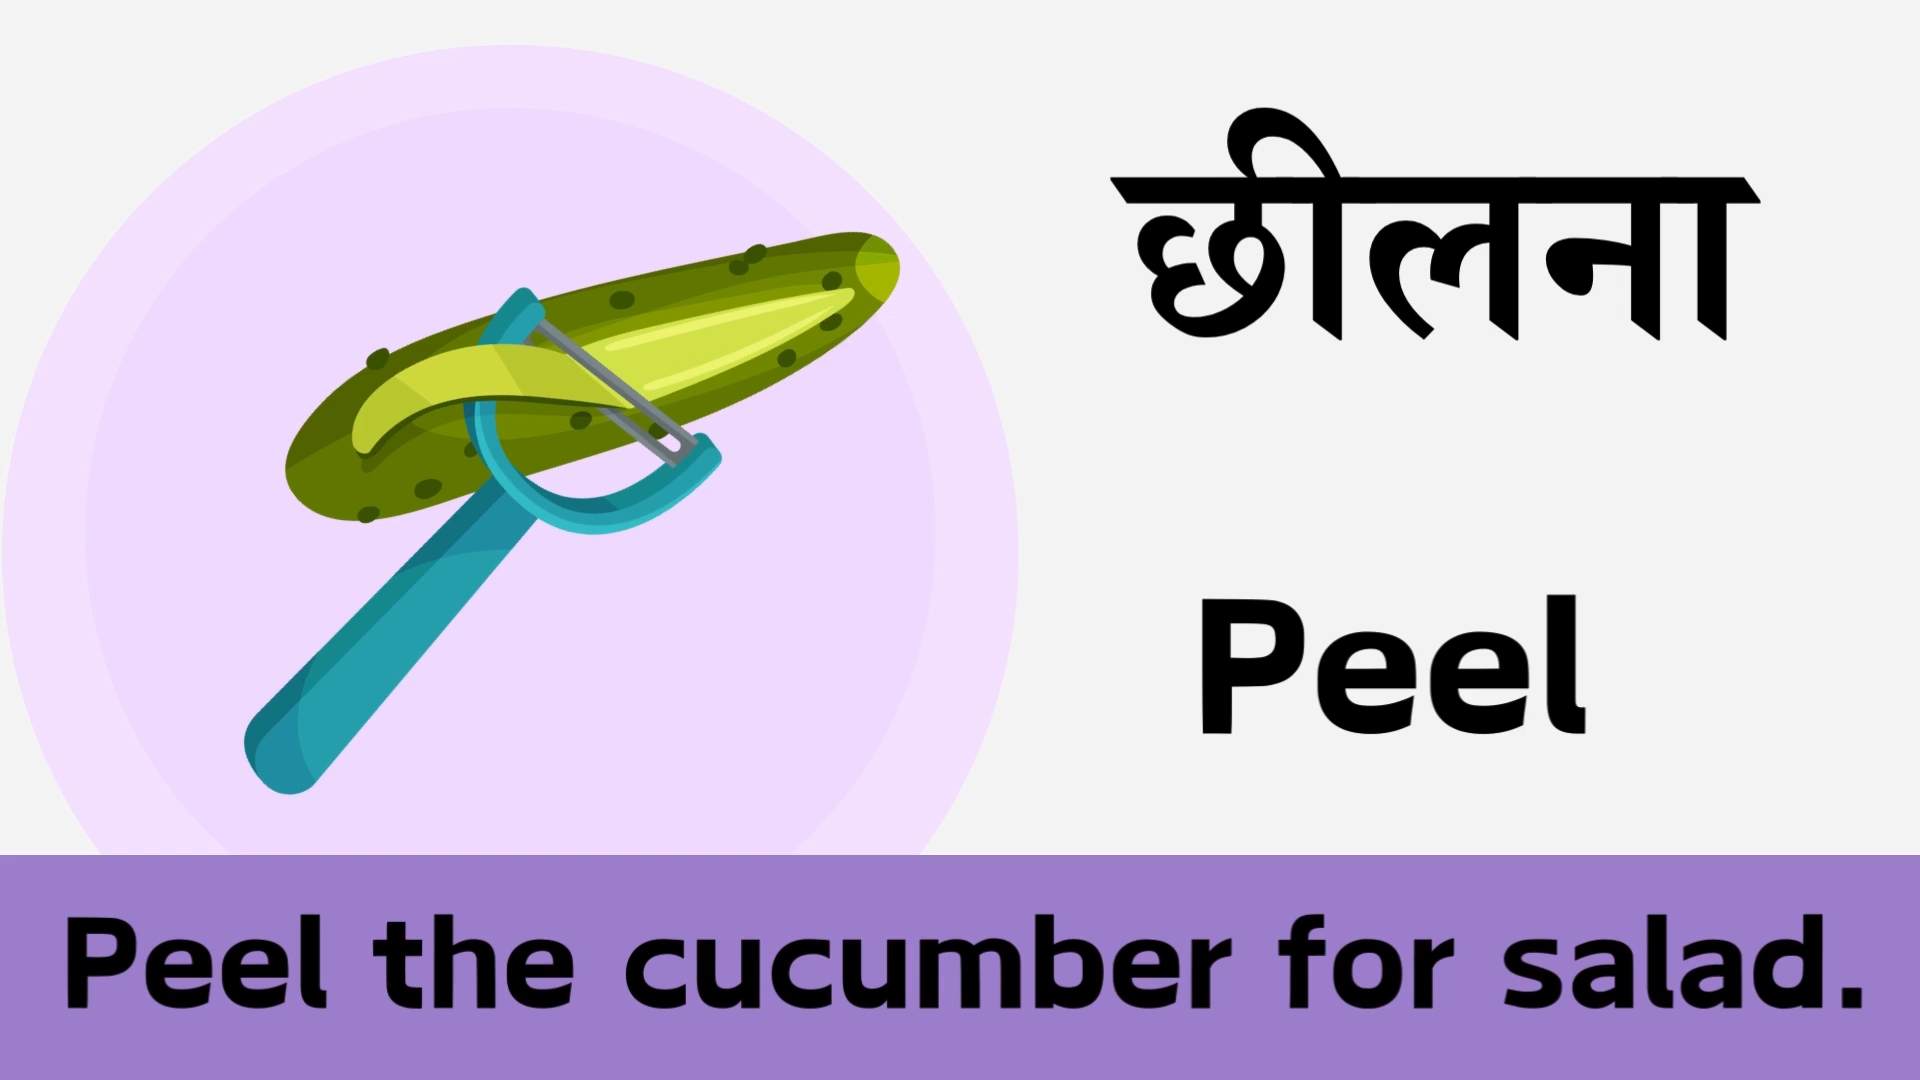 छीलना
Peel
Peel the cucumber for salad.